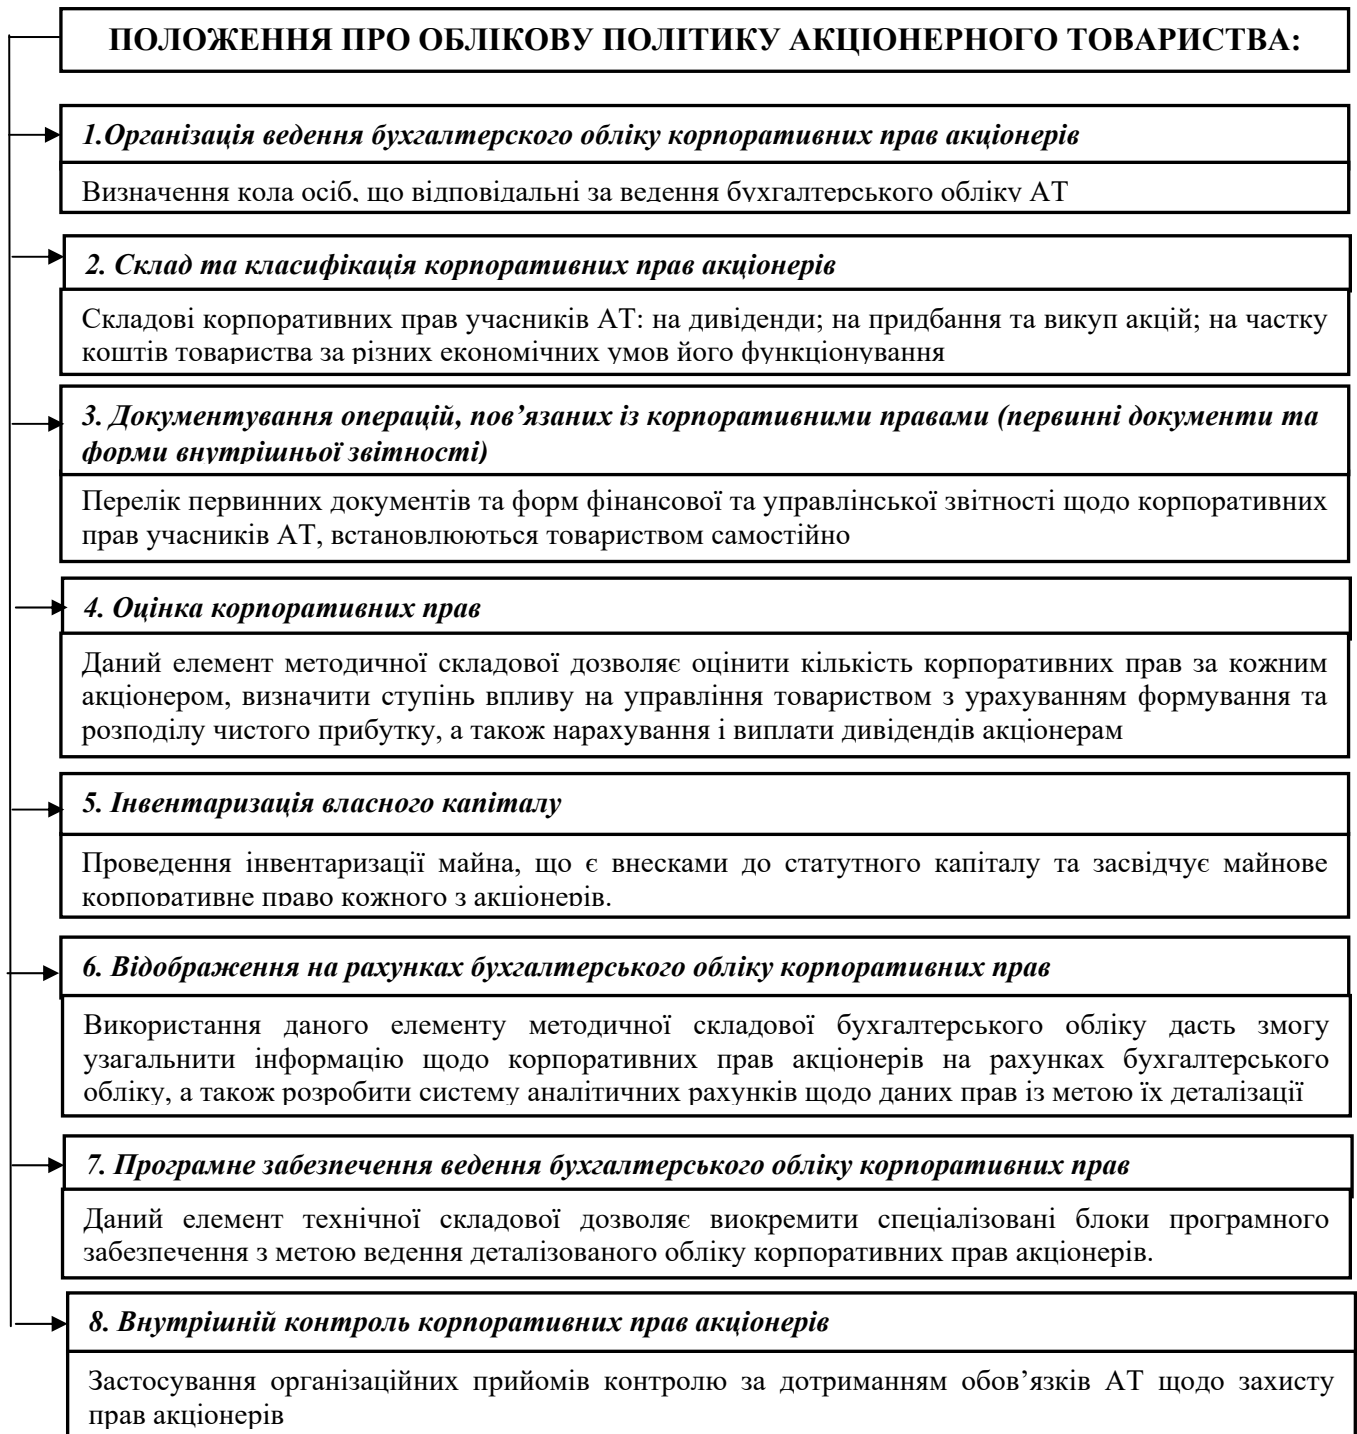 ПОЛОЖЕННЯ ПРО ОБЛІКОВУ ПОЛІТИКУ АКЦІОНЕРНОГО ТОВАРИСТВА:
1.Організація ведення бухгалтерского обліку корпоративних прав акціонерів
Визначення кола осіб, що відповідальні за ведення бухгалтерського обліку АТ
2. Склад та класифікація корпоративних прав акціонерів
Складові корпоративних прав учасників АТ: на дивіденди; на придбання та викуп акцій; на частку
коштів товариства за різних економічних умов його функціонування
3. Документування операцій, пов’язаних із корпоративними правами (первинні документи та
форми внутрішньої звітності)
Перелік первинних документів та форм фінансової та управлінської звітності щодо корпоративних
прав учасників АТ, встановлюються товариством самостійно
4. Оцінка корпоративних прав
Даний елемент методичної складової дозволяє оцінити кількість корпоративних прав за кожним
акціонером, визначити ступінь впливу на управління товариством з урахуванням формування та
розподілу чистого прибутку, а також нарахування і виплати дивідендів акціонерам
5. Інвентаризація власного капіталу
Проведення інвентаризації майна, що є внесками до статутного капіталу та засвідчує майнове
корпоративне право кожного з акціонерів.
6. Відображення на рахунках бухгалтерського обліку корпоративних прав
Використання даного елементу методичної складової бухгалтерського обліку дасть змогу
узагальнити інформацію щодо корпоративних прав акціонерів на рахунках бухгалтерського
обліку, а також розробити систему аналітичних рахунків щодо даних прав із метою їх деталізації
7. Програмне забезпечення ведення бухгалтерського обліку корпоративних прав
Даний елемент технічної складової дозволяє виокремити спеціалізовані блоки програмного
забезпечення з метою ведення деталізованого обліку корпоративних прав акціонерів.
8. Внутрішній контроль корпоративних прав акціонерів
Застосування організаційних прийомів контролю за дотриманням обов’язків АТ щодо захисту
прав акціонерів